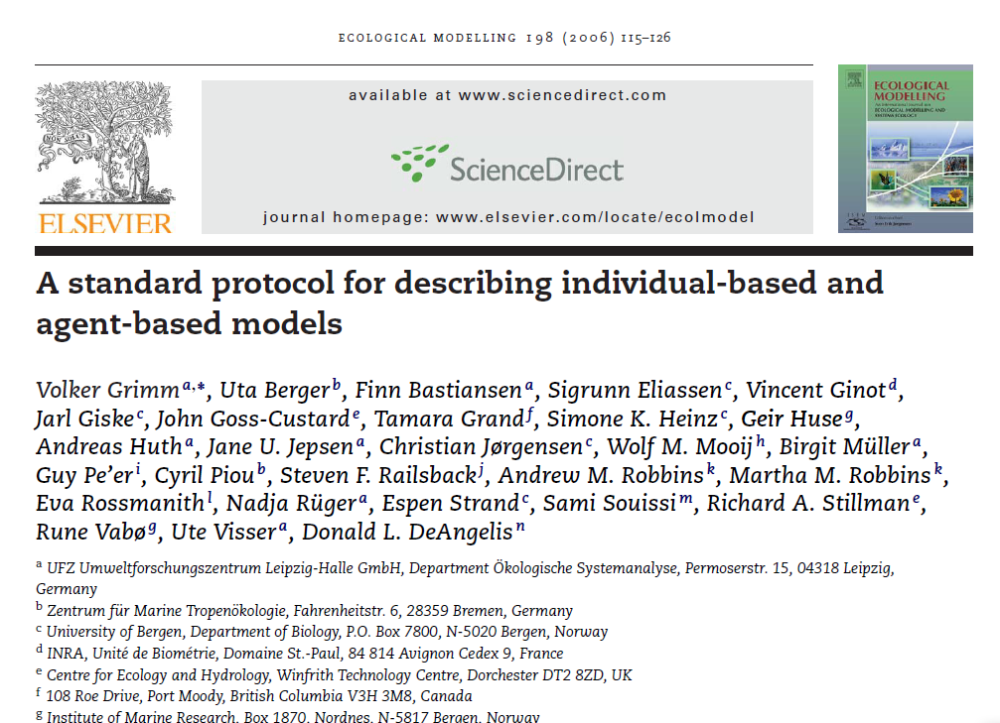 ECOLOGICAL MODELLING 198 (2006) 115–126
available at www.sciencedirect.com
ScienceDirect
journal homepage: www.elsevier.com/locate/ecolmodel
NON SOLUS
ELSEVIER
ECOLOGICAL
MODELLING
ECOLOGICAL MODELLING AND
SYSTEMS ECOLOGY
A standard protocol for describing individual-based and
agent-based models
Volker Grimm a,*, Uta Berger b, Finn Bastiansen a, Sigrunn Eliassen c, Vincent Ginot d,
Jarl Giske c, John Goss-Custard e, Tamara Grand f, Simone K. Heinz c, Geir Huse g,
Andreas Huth a, Jane U. Jepsen a, Christian Jørgensen c, Wolf M. Mooij h, Birgit Müller a,
Guy Pe'er i, Cyril Piou b, Steven F. Railsback j, Andrew M. Robbins k, Martha M. Robbins k,
Eva Rossmanith l, Nadja Rüger a, Espen Strand c, Sami Souissi m, Richard A. Stillman e,
Rune Vabø g, Ute Visser a, Donald L. DeAngelis n
a UFZ Umweltforschungszentrum Leipzig-Halle GmbH, Department Ökologische Systemanalyse, Permoserstr. 15, 04318 Leipzig,
Germany
b Zentrum für Marine Tropenökologie, Fahrenheitstr. 6, 28359 Bremen, Germany
c University of Bergen, Department of Biology, P.O. Box 7800, N-5020 Bergen, Norway
d INRA, Unité de Biométrie, Domaine St.-Paul, 84 814 Avignon Cedex 9, France
e Centre for Ecology and Hydrology, Winfrith Technology Centre, Dorchester DT2 8ZD, UK
f 108 Roe Drive, Port Moody, British Columbia V3H 3M8, Canada
g Institute of Marine Research, Box 1870, Nordnes, N-5817 Bergen, Norway